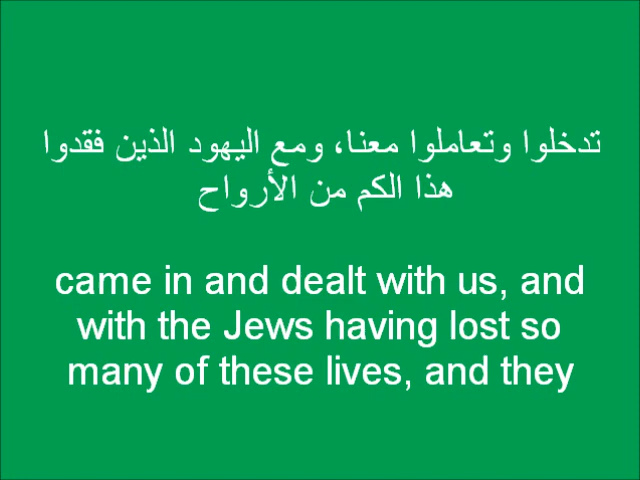 تدخلوا وتعاملوا معنا، ومع اليهود الذين فقدوا
هذا الكم من الأرواح
came in and dealt with us, and
with the Jews having lost so
many of these lives, and they